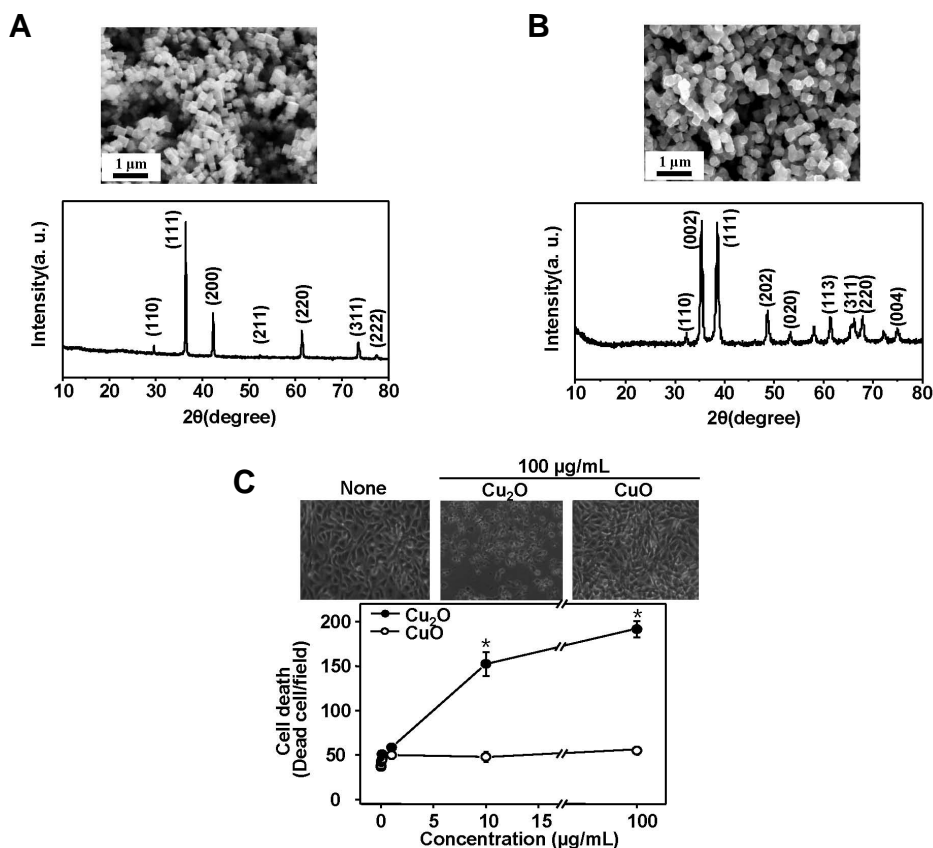 A
1 µm
Intensity(a. u.)
(110)
(111)
(200)
(211)
(220)
(311)
(222)
10 20 30 40 50 60 70 80
2θ(degree)
B
1 µm
Intensity(a. u.)
(110)
(002)
(111)
(202)
(020)
(113)
(311)
(220)
(004)
10 20 30 40 50 60 70 80
2θ(degree)
C
100 µg/mL
None Cu₂O CuO
Cu₂O
CuO
Cell death
(Dead cell/field)
200
150
100
50
0
*
*
0 5 10 15 100
Concentration (µg/mL)